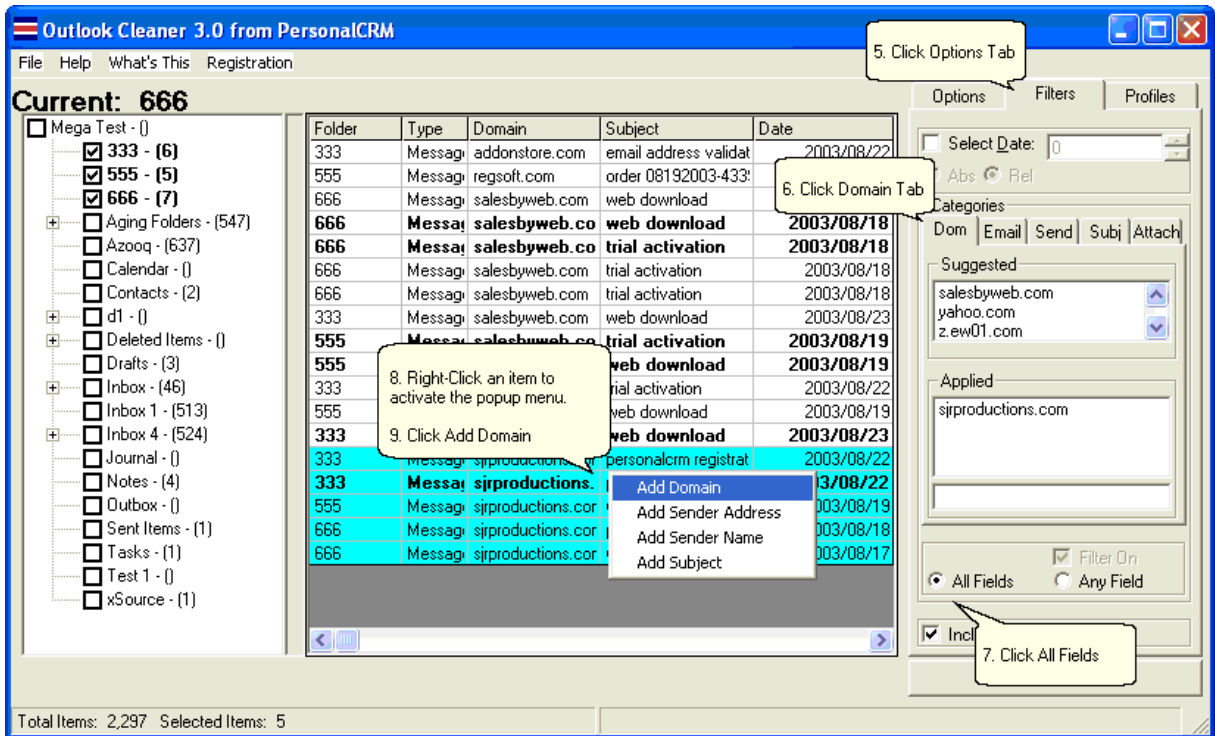 Outlook Cleaner 3.0 from PersonalCRM
5. Click Options Tab
File Help What's This Registration
Current: 666
Options Filters Profiles
Mega Test - ()
333 - (6)
555 - (5)
666 - (7)
Aging Folders - (547)
Azooq - (637)
Calendar - ()
Contacts - (2)
d1 - ()
Deleted Items - ()
Drafts - (3)
Inbox - (46)
Inbox 1 - (513)
Inbox 4 - (524)
Journal - ()
Notes - (4)
Outbox - ()
Sent Items - (1)
Tasks - (1)
Test 1 - ()
xSource - (1)
Folder Type Domain Subject Date
333 Messag addonstore.com email address validat 2003/08/22
555 Messag regsoft.com order 08192003-433
666 Messag salesbyweb.com web download
666 Messag salesbyweb.co web download 2003/08/18
666 Messag salesbyweb.co trial activation 2003/08/18
666 Messag salesbyweb.com trial activation 2003/08/18
666 Messag salesbyweb.com trial activation 2003/08/18
333 Messag salesbyweb.com web download 2003/08/23
555 Messag salesbyweb.co trial activation 2003/08/19
555 web download 2003/08/19
333 trial activation 2003/08/22
555 web download 2003/08/19
333 web download 2003/08/23
333 Messag sjrproductions.cor personalcrm registrat 2003/08/22
333 Messag sjrproductions. 03/08/22
555 Messag sjrproductions.cor 003/08/19
666 Messag sjrproductions.cor 003/08/18
666 Messag sjrproductions.cor 003/08/17
8. Right-Click an item to
activate the popup menu.
9. Click Add Domain
Add Domain
Add Sender Address
Add Sender Name
Add Subject
Select Date: 0
Abs Rel
6. Click Domain Tab
Categories
Dom Email Send Subj Attach
Suggested
salesbyweb.com
yahoo.com
z.ew01.com
Applied
sjrproductions.com
Filter On
All Fields Any Field
Incl
7. Click All Fields
Total Items: 2,297 Selected Items: 5